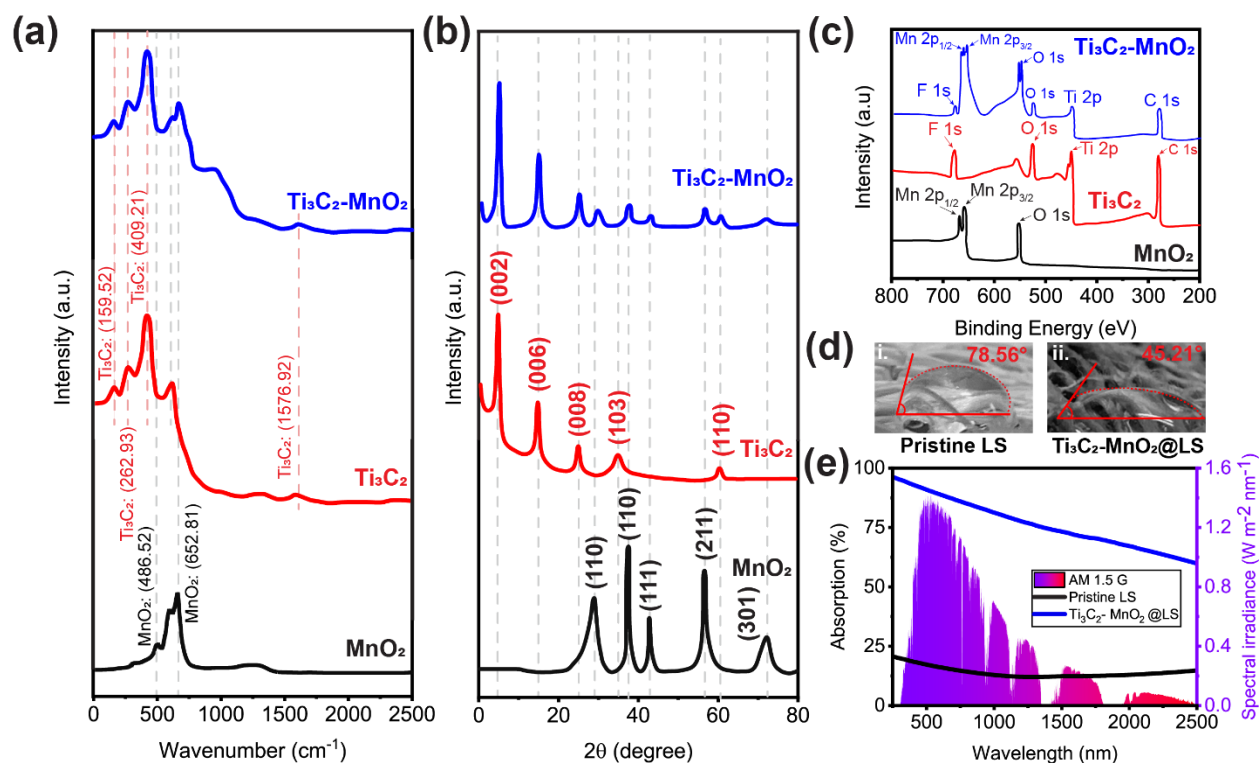 (a)
Intensity (a.u.)
Ti₃C₂-MnO₂
Ti₃C₂: (159.52)
Ti₃C₂: (262.93)
Ti₃C₂: (409.21)
Ti₃C₂: (1576.92)
Ti₃C₂
MnO₂: (486.52)
MnO₂: (652.81)
MnO₂
0 500 1000 1500 2000 2500
Wavenumber (cm⁻¹)
(b)
Intensity (a.u.)
Ti₃C₂-MnO₂
(002)
(006)
(008)
(103)
(110)
Ti₃C₂
(110)
(110)
(111)
(211)
(301)
MnO₂
0 20 40 60 80
2θ (degree)
(c)
Intensity (a.u)
Mn 2p₁/₂
Mn 2p₃/₂
Ti₃C₂-MnO₂
O 1s
F 1s
O 1s
Ti 2p
C 1s
F 1s
O 1s
Ti 2p
C 1s
Ti₃C₂
Mn 2p₁/₂
Mn 2p₃/₂
O 1s
MnO₂
800 700 600 500 400 300 200
Binding Energy (eV)
(d)
i.
78.56°
Pristine LS
ii.
45.21°
Ti₃C₂-MnO₂@LS
(e)
Absorption (%)
100
75
50
25
0
AM 1.5 G
Pristine LS
Ti₃C₂- MnO₂ @LS
1.6
1.2
0.8
0.4
0.0
Spectral irradiance (W m⁻² nm⁻¹)
500 1000 1500 2000 2500
Wavelength (nm)